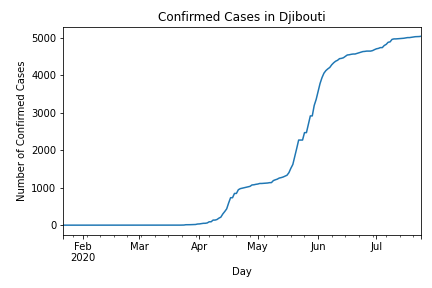 Confirmed Cases in Djibouti
Number of Confirmed Cases
5000
4000
3000
2000
1000
0
Feb Mar Apr May Jun Jul
2020
Day